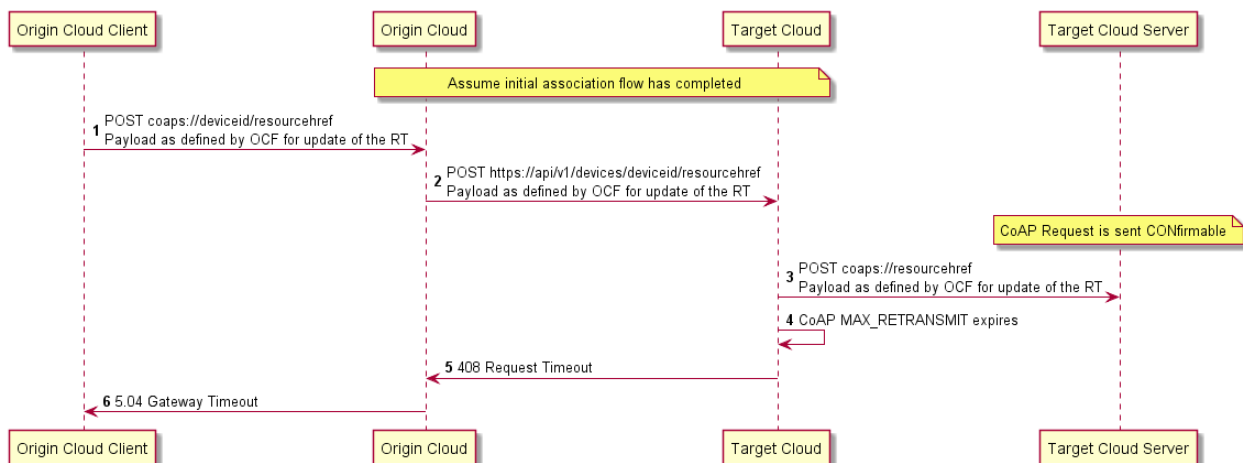 Origin Cloud Client
Origin Cloud
Target Cloud
Target Cloud Server
Assume initial association flow has completed
1 POST coaps://deviceid/resourcehref
Payload as defined by OCF for update of the RT
2 POST https://api/v1/devices/deviceid/resourcehref
Payload as defined by OCF for update of the RT
CoAP Request is sent CONfirmable
3 POST coaps://resourcehref
Payload as defined by OCF for update of the RT
4 CoAP MAX_RETRANSMIT expires
5 408 Request Timeout
6 5.04 Gateway Timeout
Origin Cloud Client
Origin Cloud
Target Cloud
Target Cloud Server